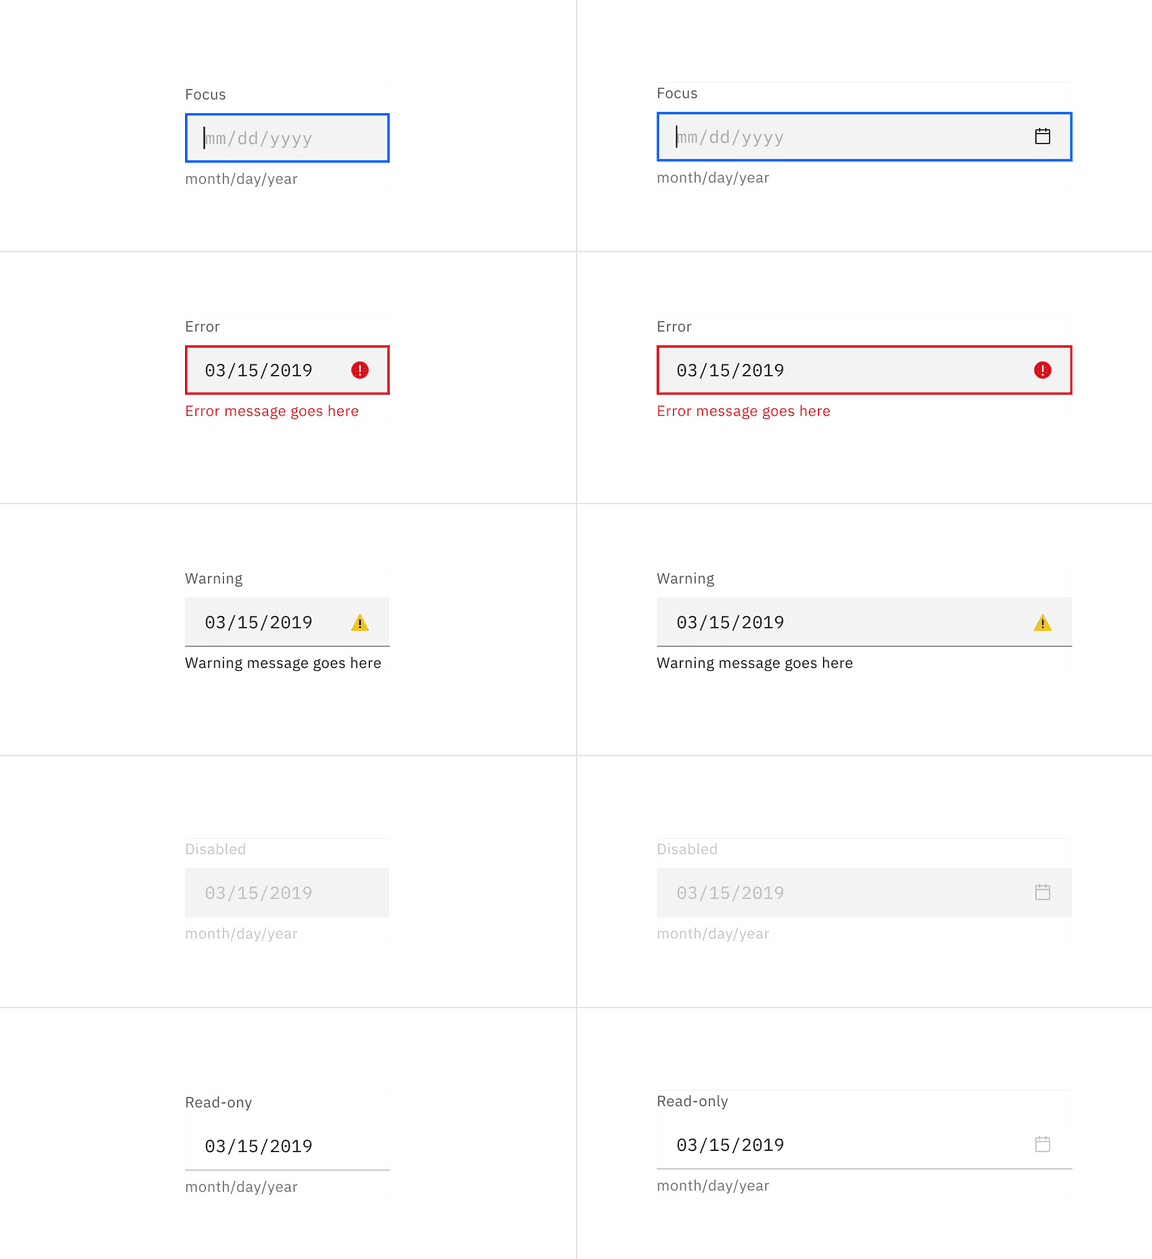 Focus
mm/dd/yyyy
month/day/year
Focus
mm/dd/yyyy
month/day/year
Error
03/15/2019
Error message goes here
Error
03/15/2019
Error message goes here
Warning
03/15/2019
Warning message goes here
Warning
03/15/2019
Warning message goes here
Disabled
03/15/2019
month/day/year
Disabled
03/15/2019
month/day/year
Read-ony
03/15/2019
month/day/year
Read-only
03/15/2019
month/day/year